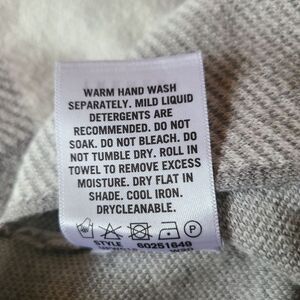 WARM HAND WASH
SEPARATELY. MILD LIQUID
DETERGENTS ARE
RECOMMENDED. DO NOT
SOAK. DO NOT BLEACH. DO
NOT TUMBLE DRY. ROLL IN
TOWEL TO REMOVE EXCESS
MOISTURE. DRY FLAT IN
SHADE. COOL IRON.
DRYCLEANABLE.
P
STYLE 60251649